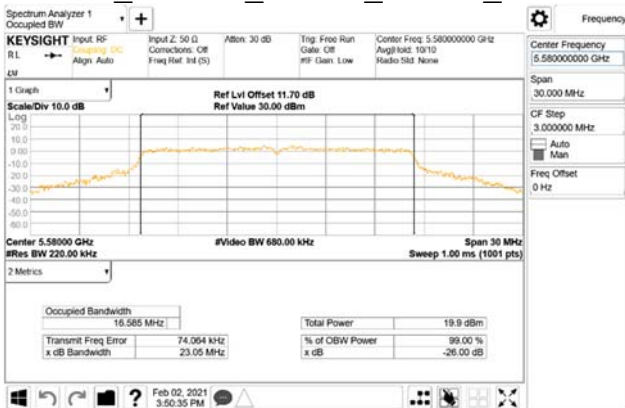 Spectrum Analyzer 1
Occupied BW
+
Frequency
KEYSIGHT
RL
Input: RF
Coupling: DC
Align: Auto
Input Z: 50 Ω
Corrections: Off
Freq Ref: Int (S)
Atten: 30 dB
Trig: Free Run
Gate: Off
#IF Gain: Low
Center Freq: 5.580000000 GHz
Avg|Hold: 10/10
Radio Std: None
Center Frequency
5.580000000 GHz
Span
30.000 MHz
CF Step
3.000000 MHz
Auto
Man
Freq Offset
0 Hz
1 Graph
Scale/Div 10.0 dB
Ref Lvl Offset 11.70 dB
Ref Value 30.00 dBm
Log
20.0
10.0
0.00
-10.0
-20.0
-30.0
-40.0
-50.0
-60.0
Center 5.58000 GHz
#Res BW 220.00 kHz
#Video BW 680.00 kHz
Span 30 MHz
Sweep 1.00 ms (1001 pts)
2 Metrics
Occupied Bandwidth
16.585 MHz
Total Power 19.9 dBm
Transmit Freq Error 74.064 kHz
% of OBW Power 99.00 %
x dB Bandwidth 23.05 MHz
x dB -26.00 dB
?
Feb 02, 2021
3:50:35 PM